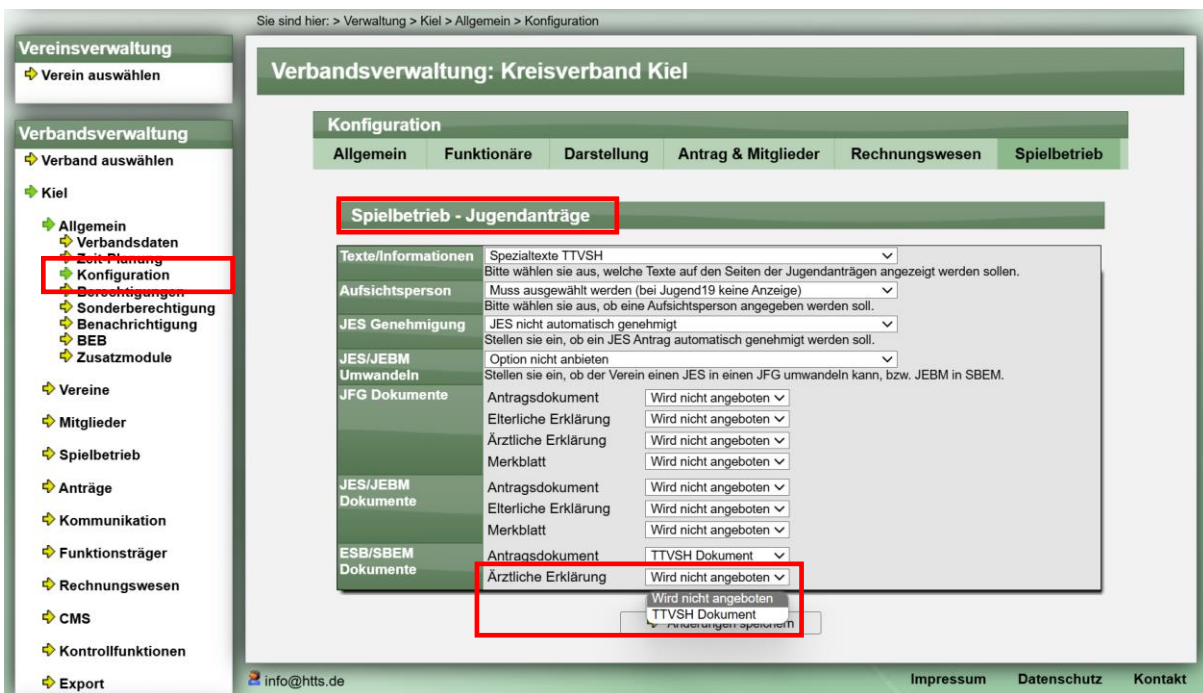 Sie sind hier: > Verwaltung > Kiel > Allgemein > Konfiguration
Vereinsverwaltung
Verein auswählen
Verbandsverwaltung
Verband auswählen
Kiel
Allgemein
Verbandsdaten
Zeit-Planung
Konfiguration
Berechtigungen
Sonderberechtigung
Benachrichtigung
BEB
Zusatzmodule
Vereine
Mitglieder
Spielbetrieb
Anträge
Kommunikation
Funktionsträger
Rechnungswesen
CMS
Kontrollfunktionen
Export
Verbandsverwaltung: Kreisverband Kiel
Konfiguration
Allgemein Funktionäre Darstellung Antrag & Mitglieder Rechnungswesen Spielbetrieb
Spielbetrieb - Jugendanträge
Texte/Informationen Spezialtexte TTVSH
Bitte wählen sie aus, welche Texte auf den Seiten der Jugendanträgen angezeigt werden sollen.
Aufsichtsperson Muss ausgewählt werden (bei Jugend19 keine Anzeige)
Bitte wählen sie aus, ob eine Aufsichtsperson angegeben werden soll.
JES Genehmigung JES nicht automatisch genehmigt
Stellen sie ein, ob ein JES Antrag automatisch genehmigt werden soll.
JES/JEBM Option nicht anbieten
Umwandeln Stellen sie ein, ob der Verein einen JES in einen JFG umwandeln kann, bzw. JEBM in SBEM.
JFG Dokumente Antragsdokument Wird nicht angeboten
Elterliche Erklärung Wird nicht angeboten
Ärztliche Erklärung Wird nicht angeboten
Merkblatt Wird nicht angeboten
JES/JEBM Antragsdokument Wird nicht angeboten
Dokumente Elterliche Erklärung Wird nicht angeboten
Merkblatt Wird nicht angeboten
ESB/SBEM Antragsdokument TTVSH Dokument
Dokumente Ärztliche Erklärung Wird nicht angeboten
Wird nicht angeboten
TTVSH Dokument
Änderungen speichern
info@htts.de Impressum Datenschutz Kontakt